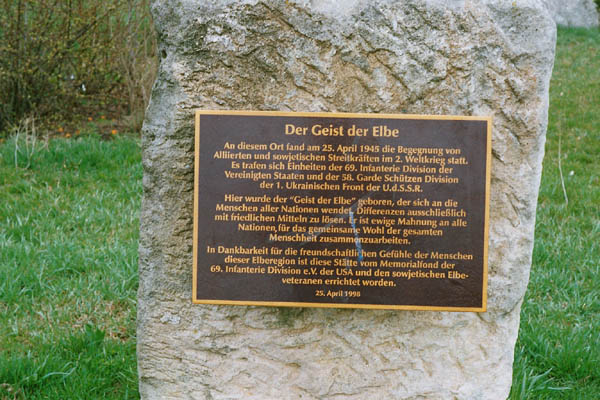 Der Geist der Elbe
An diesem Ort fand am 25. April 1945 die Begegnung von
Alliierten und sowjetischen Streitkräften im 2. Weltkrieg statt.
Es trafen sich Einheiten der 69. Infanterie Division der
Vereinigten Staaten und der 58. Garde Schützen Division
der 1. Ukrainischen Front der U.d.S.S.R.
Hier wurde der "Geist der Elbe" geboren, der sich an die
Menschen aller Nationen wendet, Differenzen ausschließlich
mit friedlichen Mitteln zu lösen. Er ist ewige Mahnung an alle
Nationen, für das gemeinsame Wohl der gesamten
Menschheit zusammenzuarbeiten.
In Dankbarkeit für die freundschaftlichen Gefühle der Menschen
dieser Elberegion ist diese Stätte vom Memorialfond der
69. Infanterie Division e.V. der USA und den sowjetischen Elbe-
veteranen errichtet worden.
25. April 1998